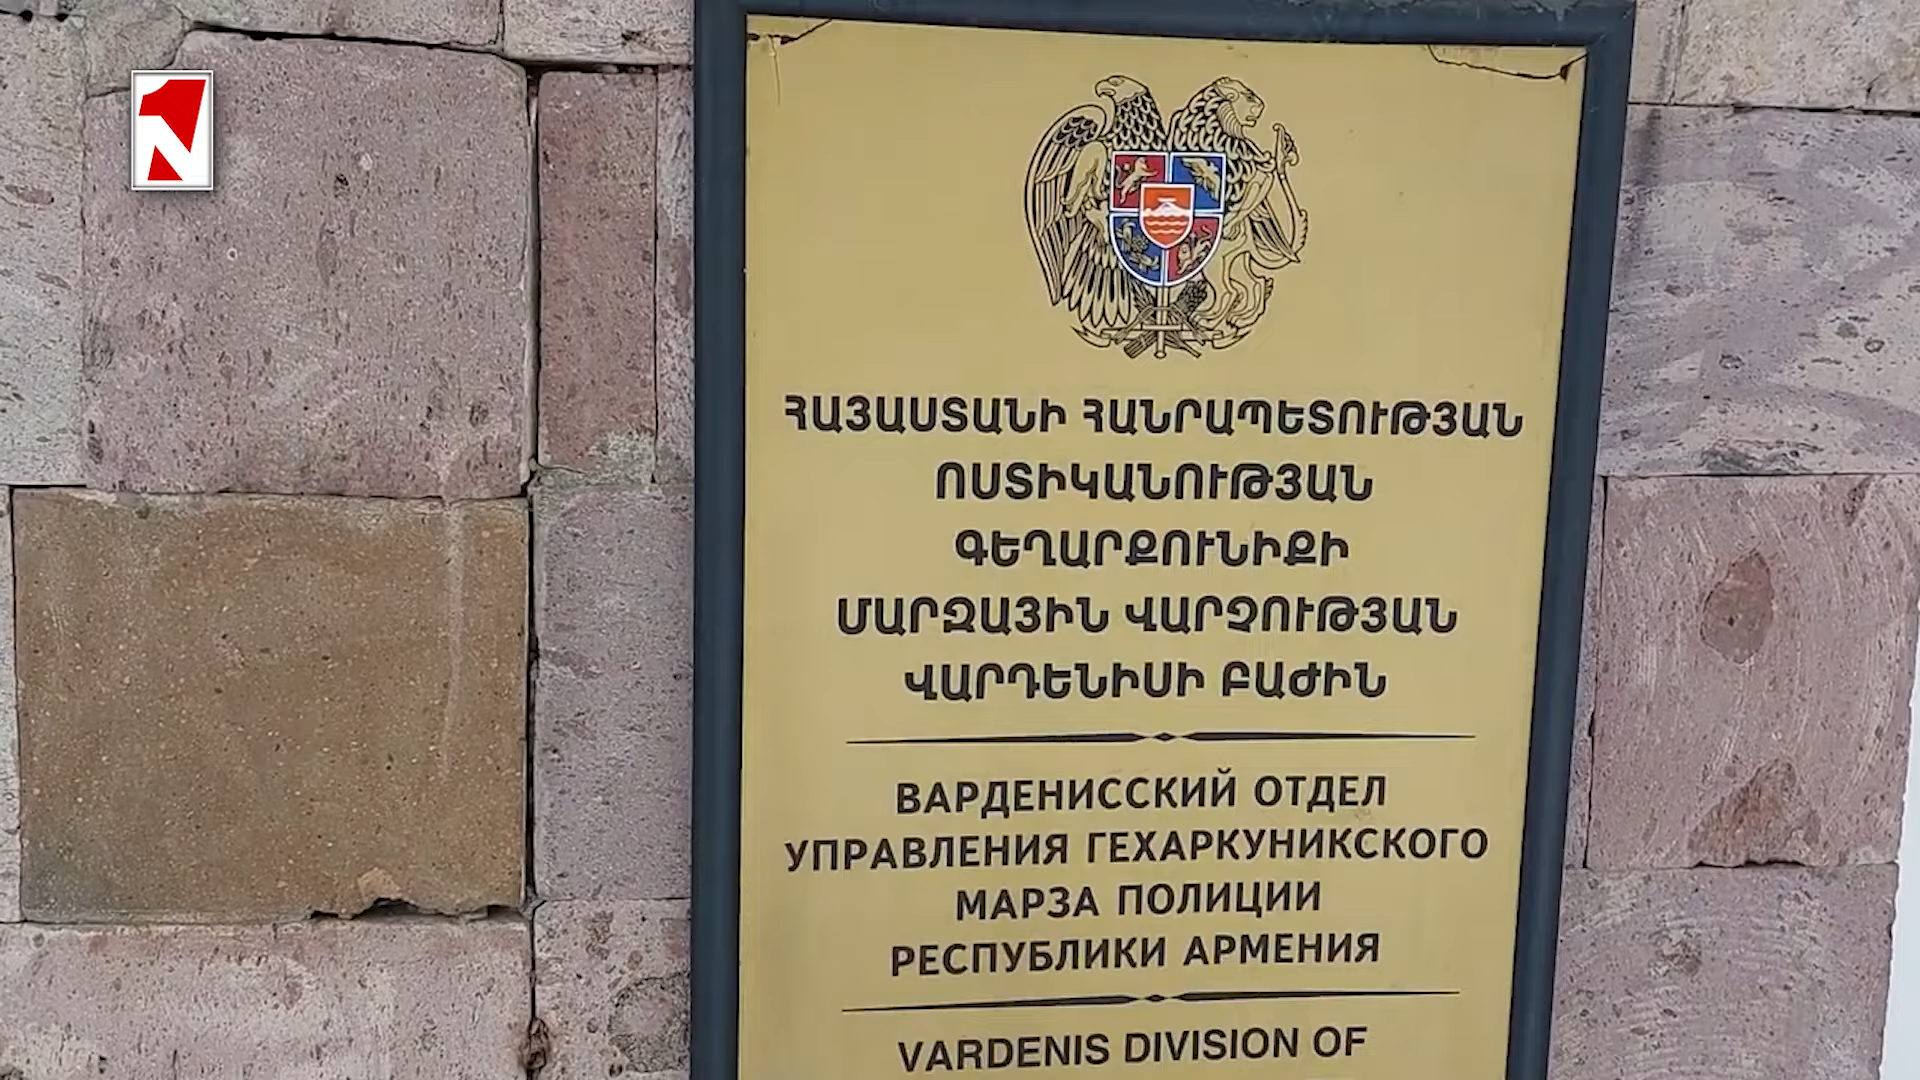 1N
ՀԱՅԱՍՏԱՆԻ ՀԱՆՐԱՊԵՏՈՒԹՅԱՆ
ՈՍՏԻԿԱՆՈՒԹՅԱՆ
ԳԵՂԱՐՔՈՒՆԻՔԻ
ՄԱՐԶԱՅԻՆ ՎԱՐՉՈՒԹՅԱՆ
ՎԱՐԴԵՆԻՍԻ ԲԱԺԻՆ
ВАРДЕНИССКИЙ ОТДЕЛ
УПРАВЛЕНИЯ ГЕХАРКУНИКСКОГО
МАРЗА ПОЛИЦИИ
РЕСПУБЛИКИ АРМЕНИЯ
VARDENIS DIVISION OF